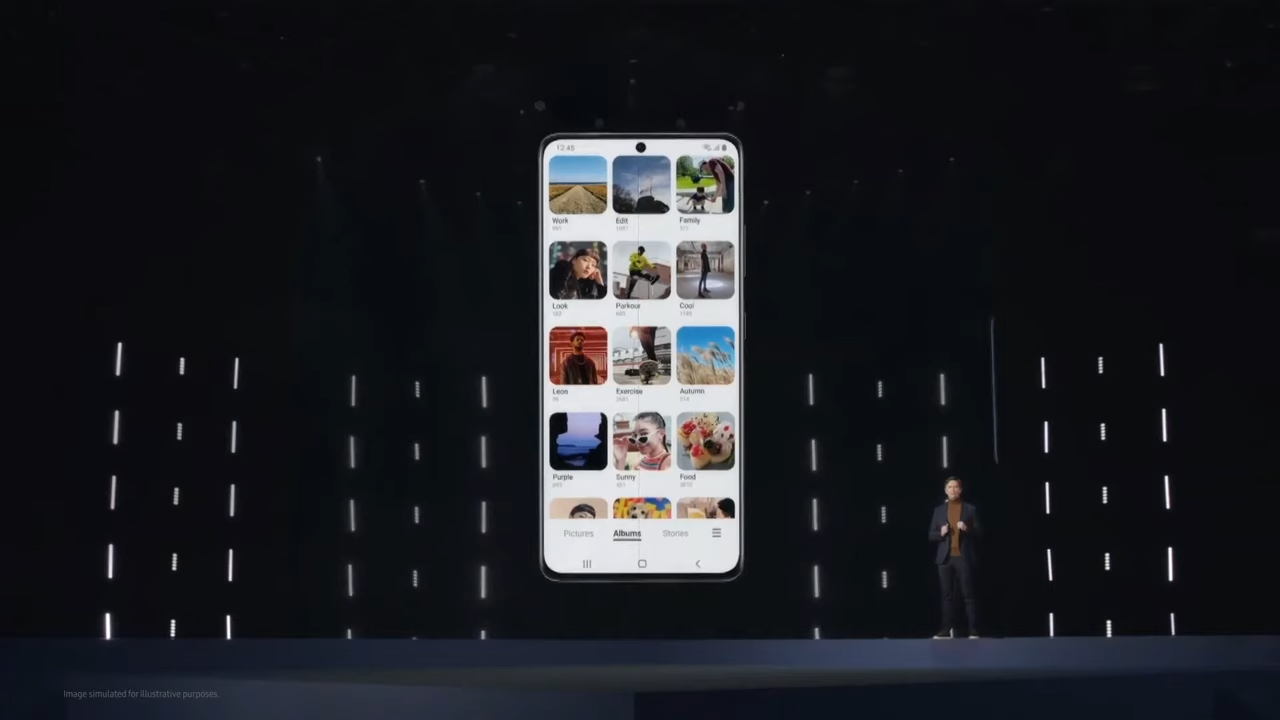 12:45
Work Edit Family
991
Look Parkour Cool
Leon Exercise Autumn
Purple Sunny Food
Pictures Albums Stories
Image simulated for illustrative purposes.